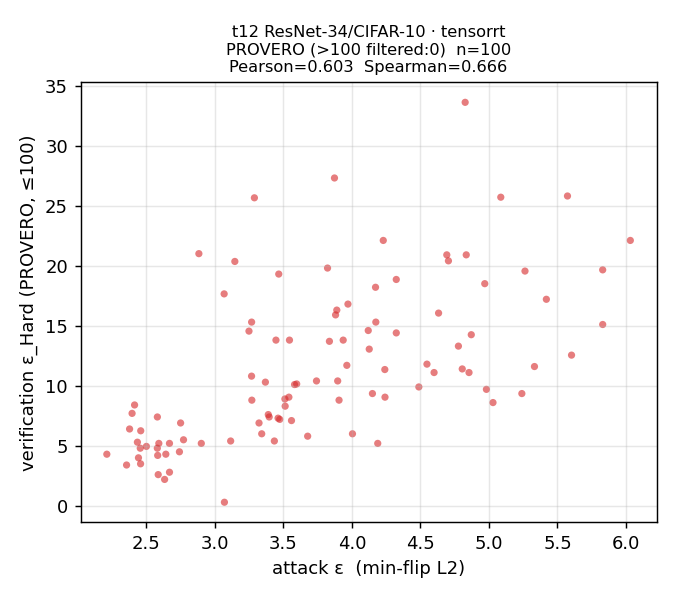 t12 ResNet-34/CIFAR-10 · tensorrt
PROVERO (>100 filtered:0)  n=100
Pearson=0.603  Spearman=0.666
verification ε_Hard (PROVERO, ≤100)
35
30
25
20
15
10
5
0
2.5 3.0 3.5 4.0 4.5 5.0 5.5 6.0
attack ε  (min-flip L2)